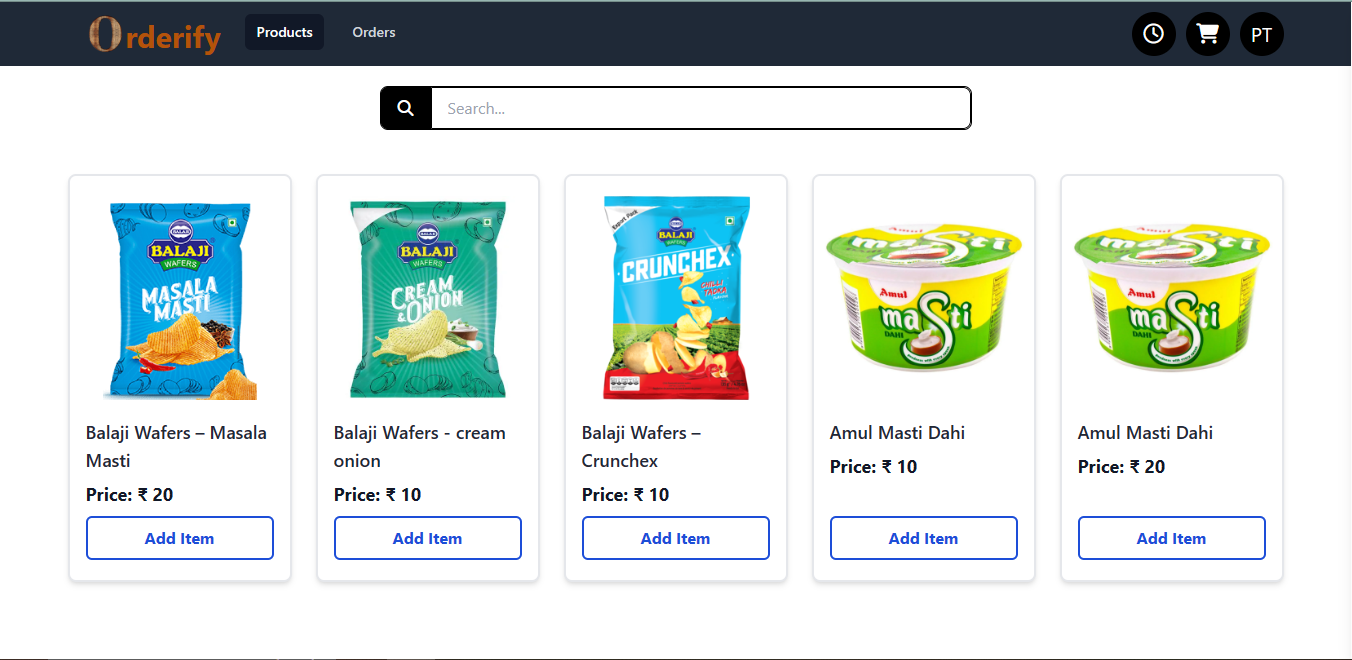 Orderify
Products
Orders
PT
Search...
BALAJI
WAFERS
MASALA
MASTI
BALAJI
WAFERS
CREAM
& ONION
Export Pack
BALAJI
WAFERS
CRUNCHEX
CHILLI
TADKA
Amul
masti
DAHI
Amul
masti
DAHI
Balaji Wafers – Masala
Masti
Price: ₹ 20
Add Item
Balaji Wafers - cream
onion
Price: ₹ 10
Add Item
Balaji Wafers –
Crunchex
Price: ₹ 10
Add Item
Amul Masti Dahi
Price: ₹ 10
Add Item
Amul Masti Dahi
Price: ₹ 20
Add Item